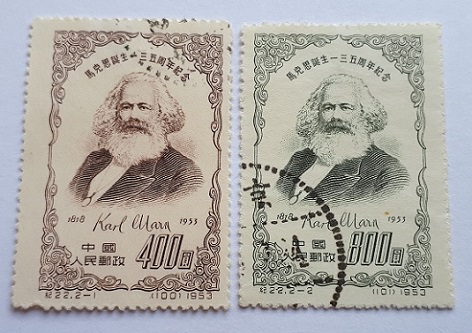 馬克思誕生一三五周年紀念
1818 Karl Marx 1953
中國
人民郵政 400圓
紀22.2-1 (100) 1953
馬克思誕生一三五周年紀念
1818 Karl Marx 1953
中國
人民郵政 800圓
紀22.2-2 (101) 1953